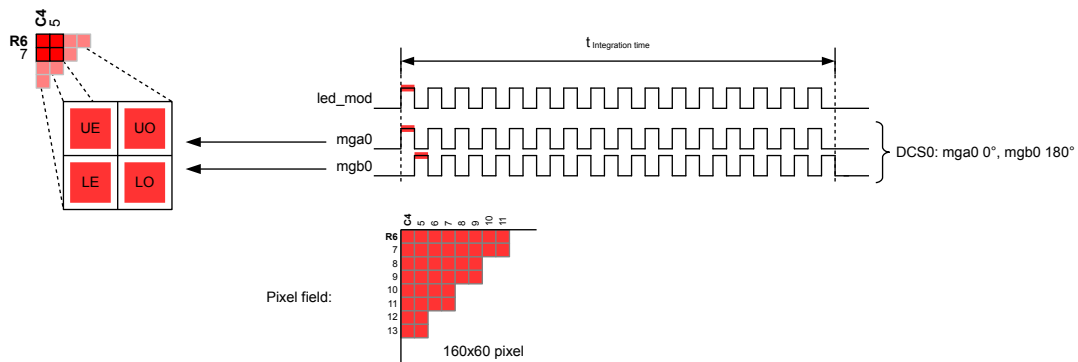 C4
5
R6
7
t Integration time
led_mod
UE UO
mga0
DCS0: mga0 0°, mgb0 180°
mgb0
LE LO
C4 5 6 7 8 9 10 11
R6
7
8
9
Pixel field:
10
11
12
13
160x60 pixel